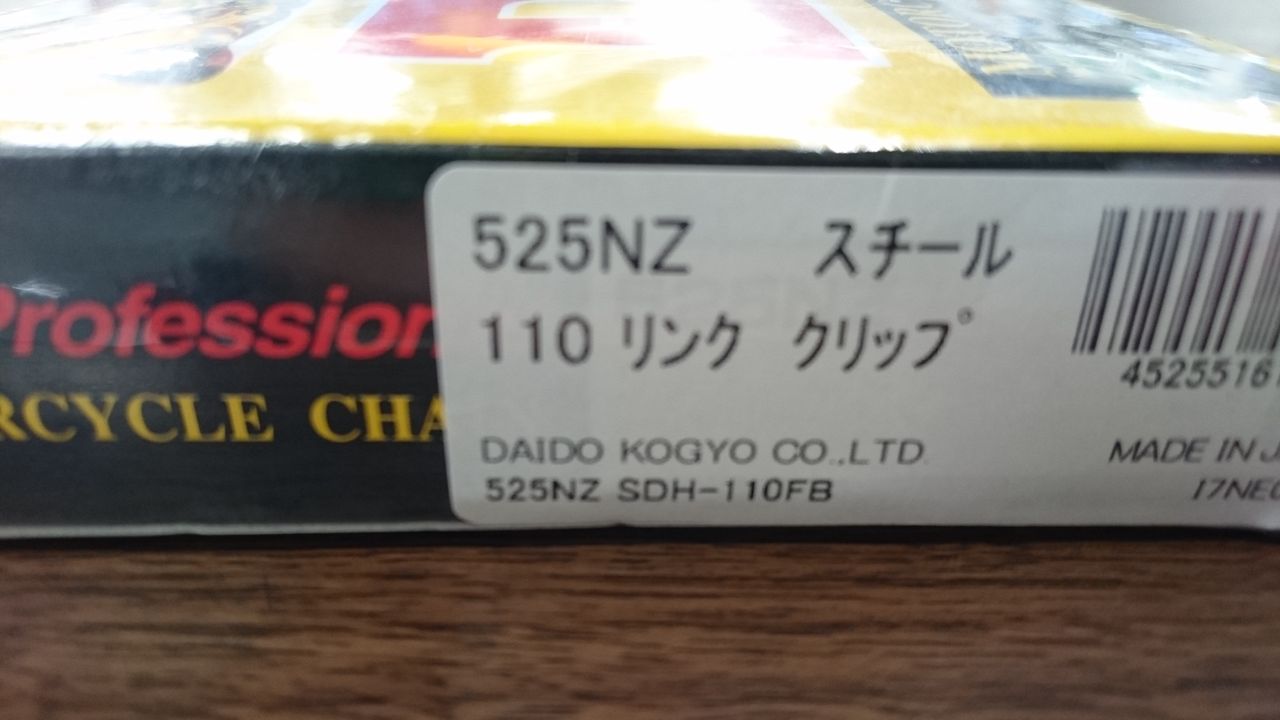 Profession
RCYCLE CHA
525NZ スチール
110 リンク クリップ
45255161
DAIDO KOGYO CO.,LTD.
MADE IN J
525NZ SDH-110FB
17NE